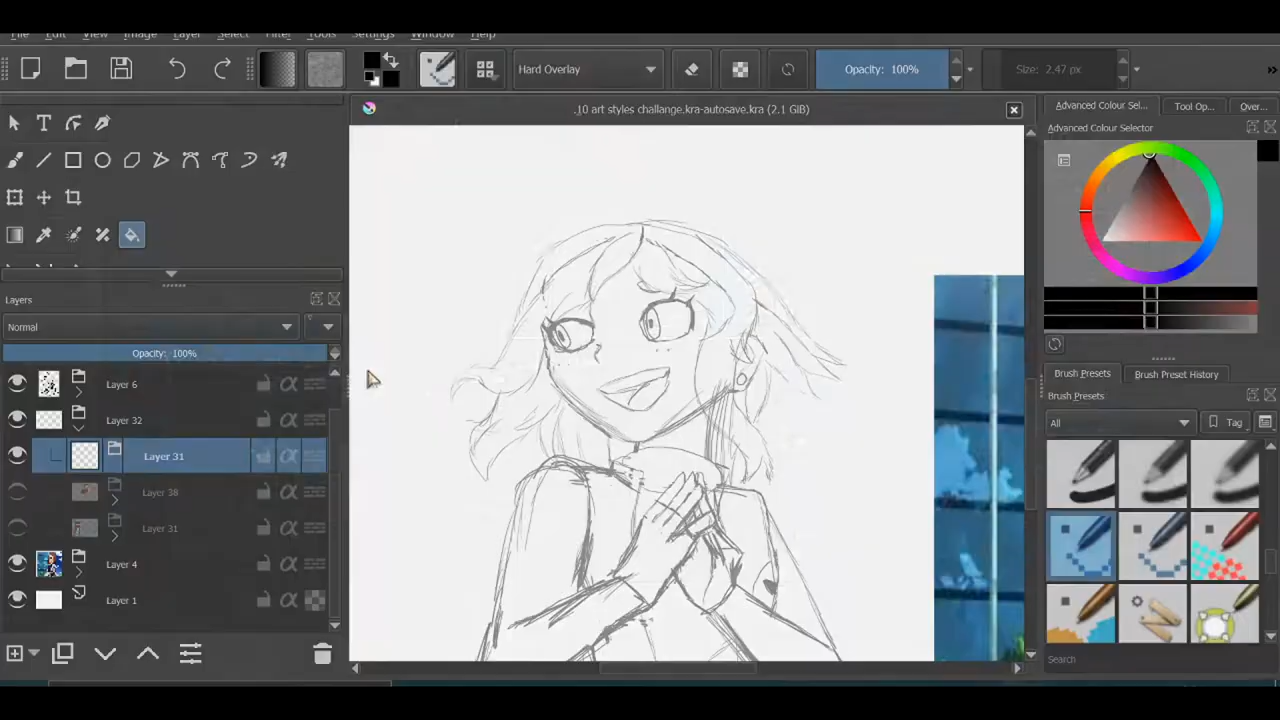 File Edit View Image Layer Select Filter Tools Settings Window Help
Hard Overlay Opacity: 100% Size: 2.47 px »
.10 art styles challange.kra-autosave.kra (2.1 GiB)
Advanced Colour Sel... Tool Op... Over...
Advanced Colour Selector
Layers
Normal
Opacity: 100%
Layer 6
Layer 32
Layer 31
Layer 38
Layer 31
Layer 4
Layer 1
Brush Presets Brush Preset History
Brush Presets
All Tag
Search